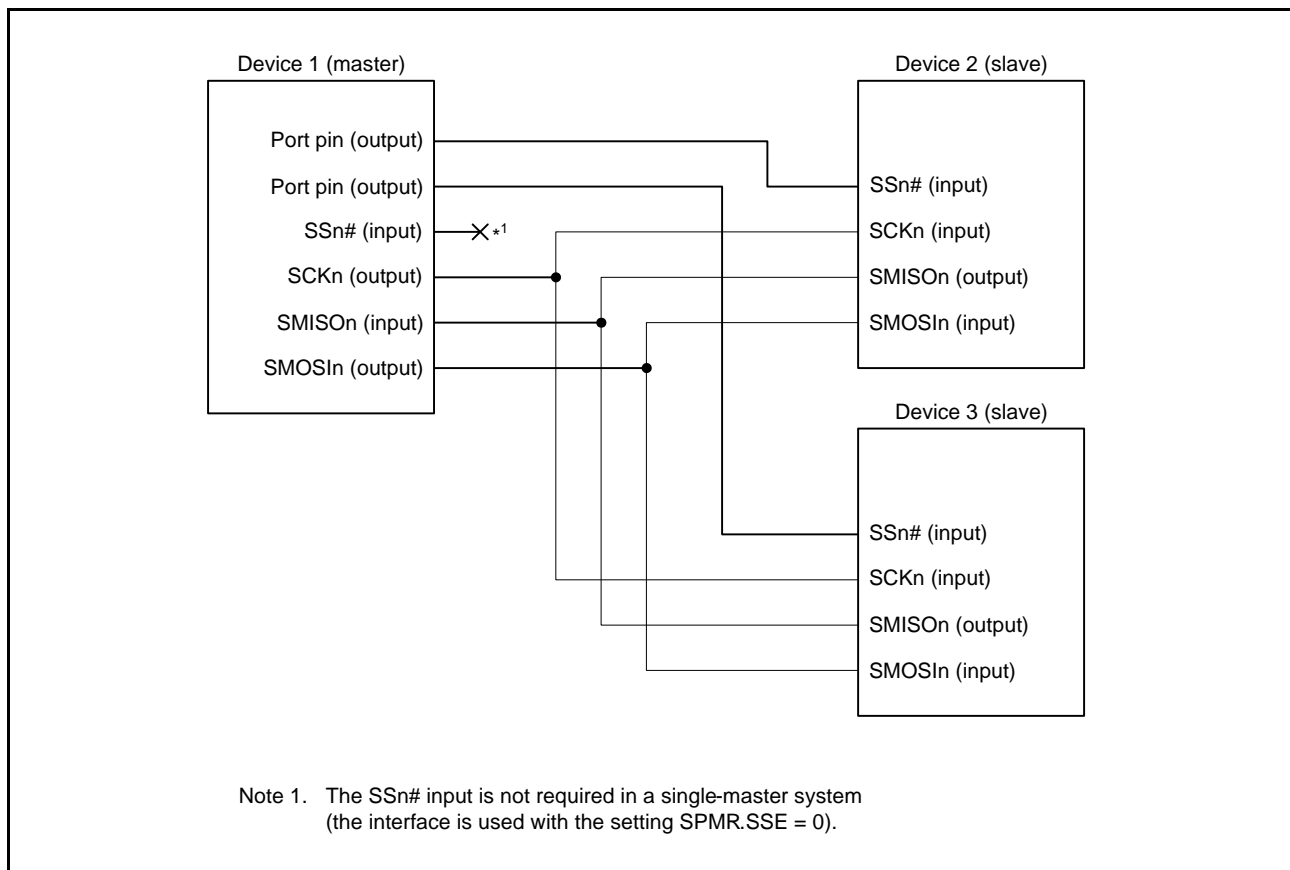 Device 1 (master)
Port pin (output)
Port pin (output)
SSn# (input)
*1
SCKn (output)
SMISOn (input)
SMOSIn (output)
Device 2 (slave)
SSn# (input)
SCKn (input)
SMISOn (output)
SMOSIn (input)
Device 3 (slave)
SSn# (input)
SCKn (input)
SMISOn (output)
SMOSIn (input)
Note 1. The SSn# input is not required in a single-master system
(the interface is used with the setting SPMR.SSE = 0).